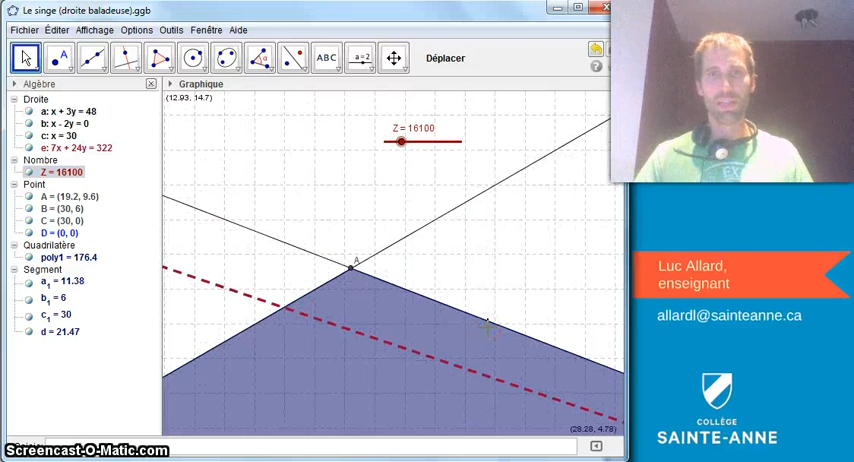 Le singe (droite baladeuse).ggb
Fichier Éditer Affichage Options Outils Fenêtre Aide
A ABC a = 2 Déplacer
Algèbre
Graphique
(12.93, 14.7)
Z = 16100
Droite
a: x + 3y = 48
b: x - 2y = 0
c: x = 30
e: 7x + 24y = 322
Nombre
Z = 16100
Point
A = (19.2, 9.6)
B = (30, 6)
C = (30, 0)
D = (0, 0)
Quadrilatère
poly1 = 176.4
Segment
a1 = 11.38
b1 = 6
c1 = 30
d = 21.47
A
(28.28, 4.78)
Screencast-O-Matic.com
Luc Allard,
enseignant
allardl@sainteanne.ca
COLLÈGE
SAINTE-ANNE